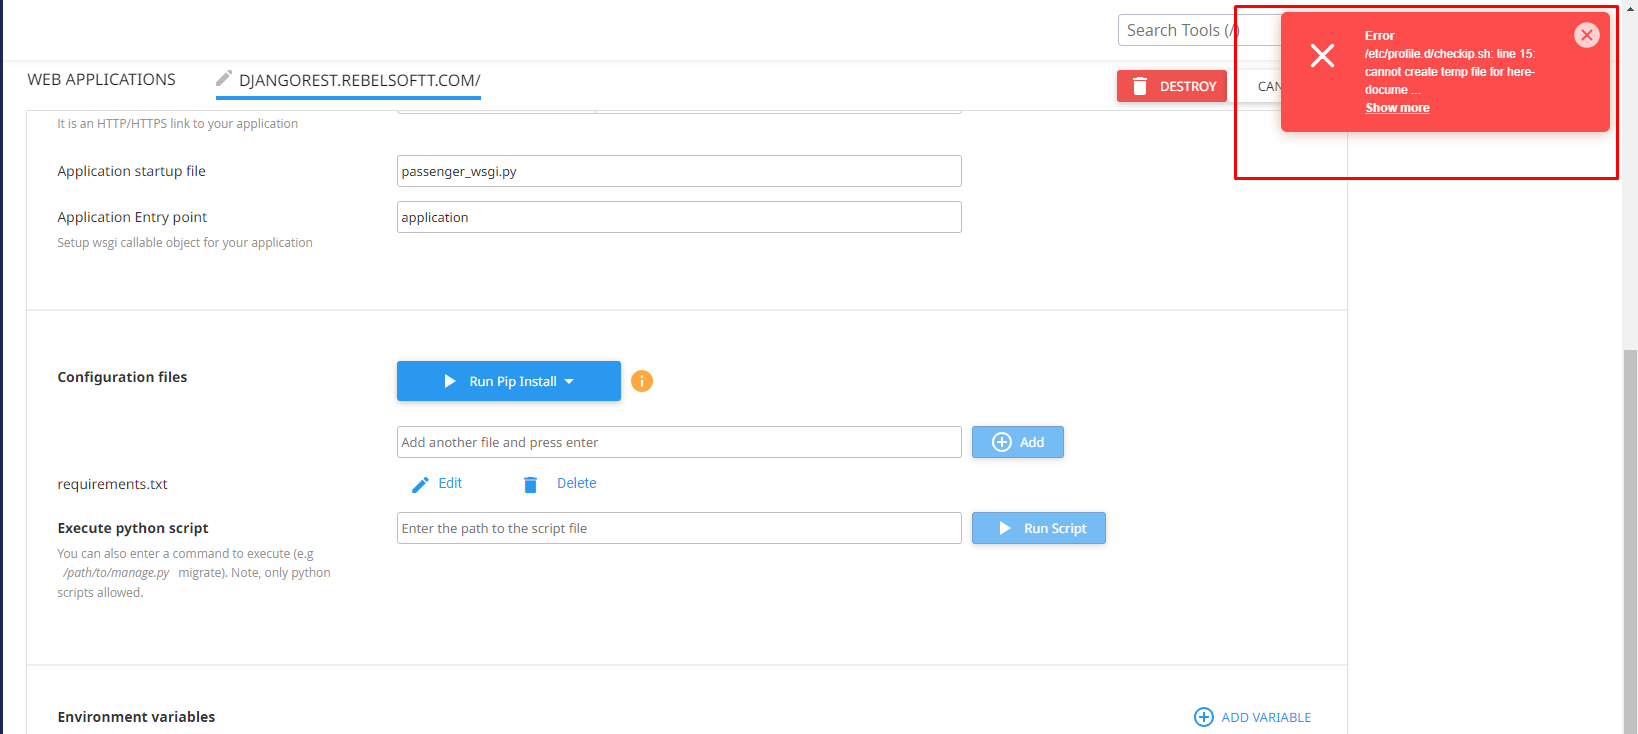 Search Tools (/)
Error
/etc/profile.d/checkip.sh: line 15:
cannot create temp file for here-
docume ...
Show more
WEB APPLICATIONS
DJANGOREST.REBELSOFTT.COM/
DESTROY
CAN
It is an HTTP/HTTPS link to your application
Application startup file
passenger_wsgi.py
Application Entry point
application
Setup wsgi callable object for your application
Configuration files
Run Pip Install
Add another file and press enter
Add
requirements.txt
Edit
Delete
Execute python script
Enter the path to the script file
Run Script
You can also enter a command to execute (e.g
/path/to/manage.py migrate). Note, only python
scripts allowed.
Environment variables
ADD VARIABLE